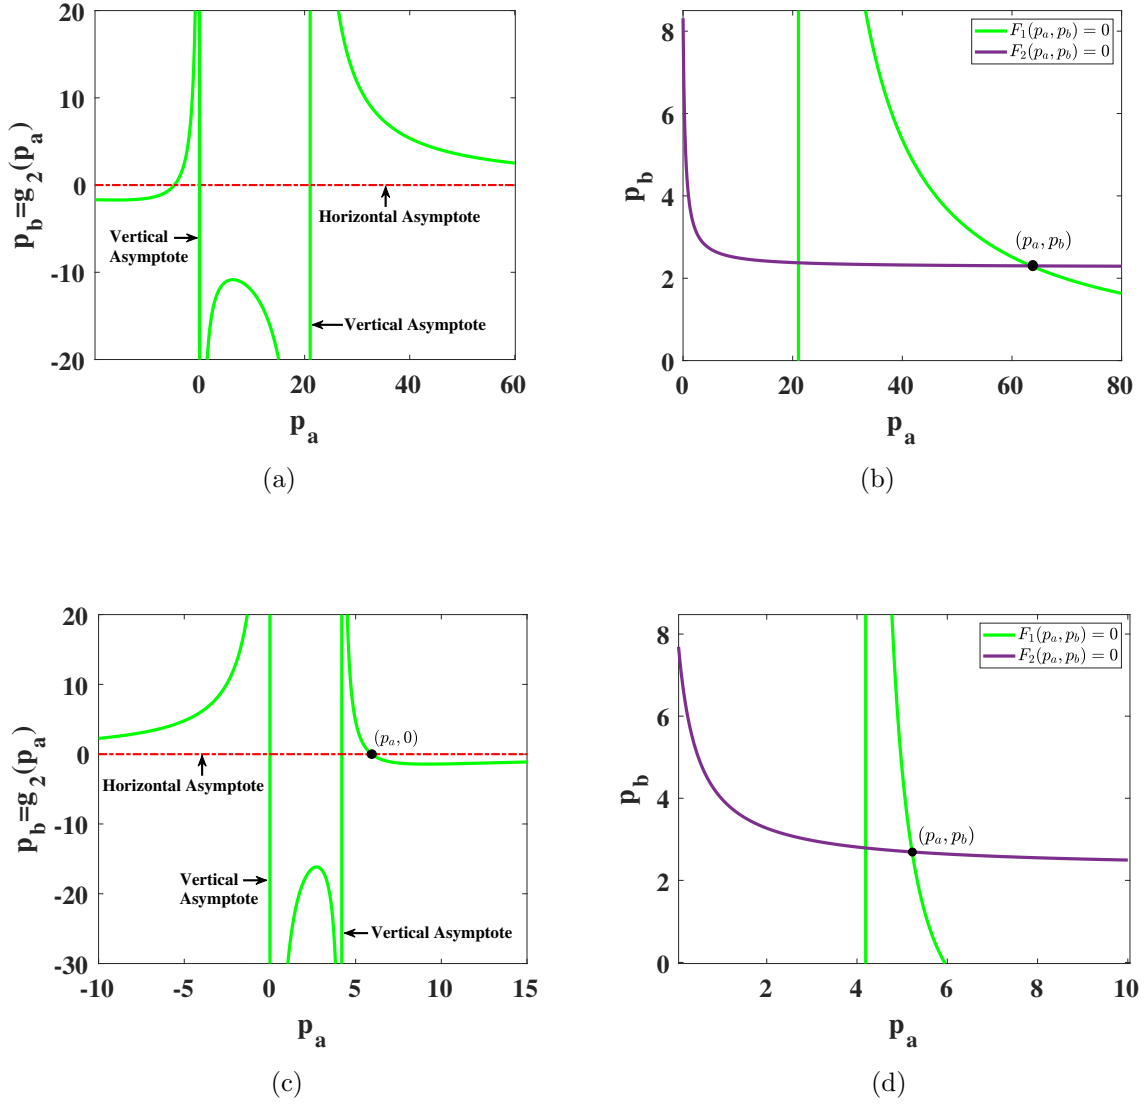 20
10
0
-10
-20
0
20
40
60
p_b=g_2(p_a)
p_a
Horizontal Asymptote
Vertical
Asymptote
Vertical Asymptote
(a)
8
6
4
2
0
0
20
40
60
80
p_b
p_a
F_1(p_a, p_b) = 0
F_2(p_a, p_b) = 0
(p_a, p_b)
(b)
20
10
0
-10
-20
-30
-10
-5
0
5
10
15
p_b=g_2(p_a)
p_a
(p_a, 0)
Horizontal Asymptote
Vertical
Asymptote
Vertical Asymptote
(c)
8
6
4
2
0
2
4
6
8
10
p_b
p_a
F_1(p_a, p_b) = 0
F_2(p_a, p_b) = 0
(p_a, p_b)
(d)